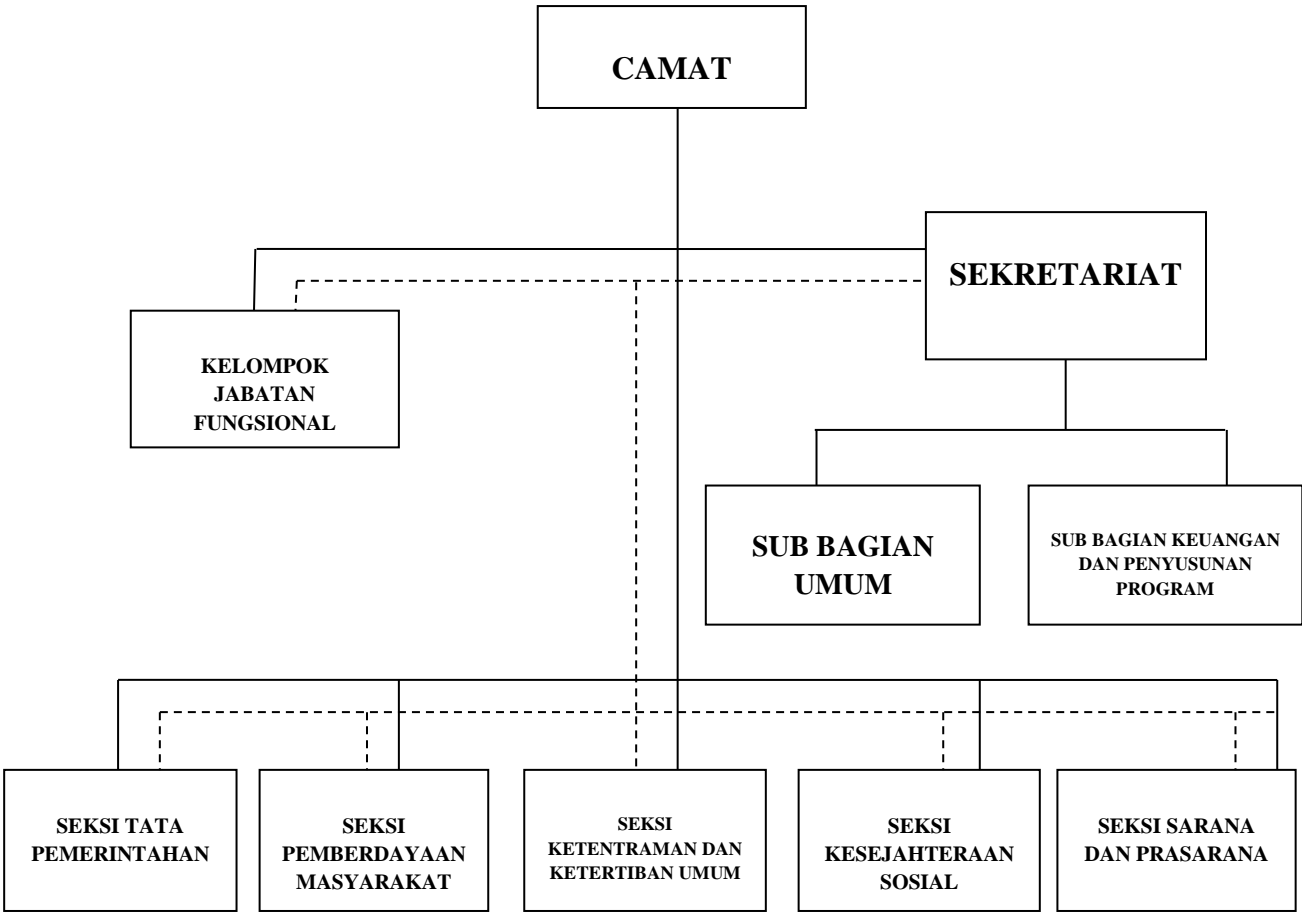 CAMAT
SEKRETARIAT
KELOMPOK
JABATAN
FUNGSIONAL
SUB BAGIAN
UMUM
SUB BAGIAN KEUANGAN
DAN PENYUSUNAN
PROGRAM
SEKSI TATA
PEMERINTAHAN
SEKSI
PEMBERDAYAAN
MASYARAKAT
SEKSI
KETENTRAMAN DAN
KETERTIBAN UMUM
SEKSI
KESEJAHTERAAN
SOSIAL
SEKSI SARANA
DAN PRASARANA